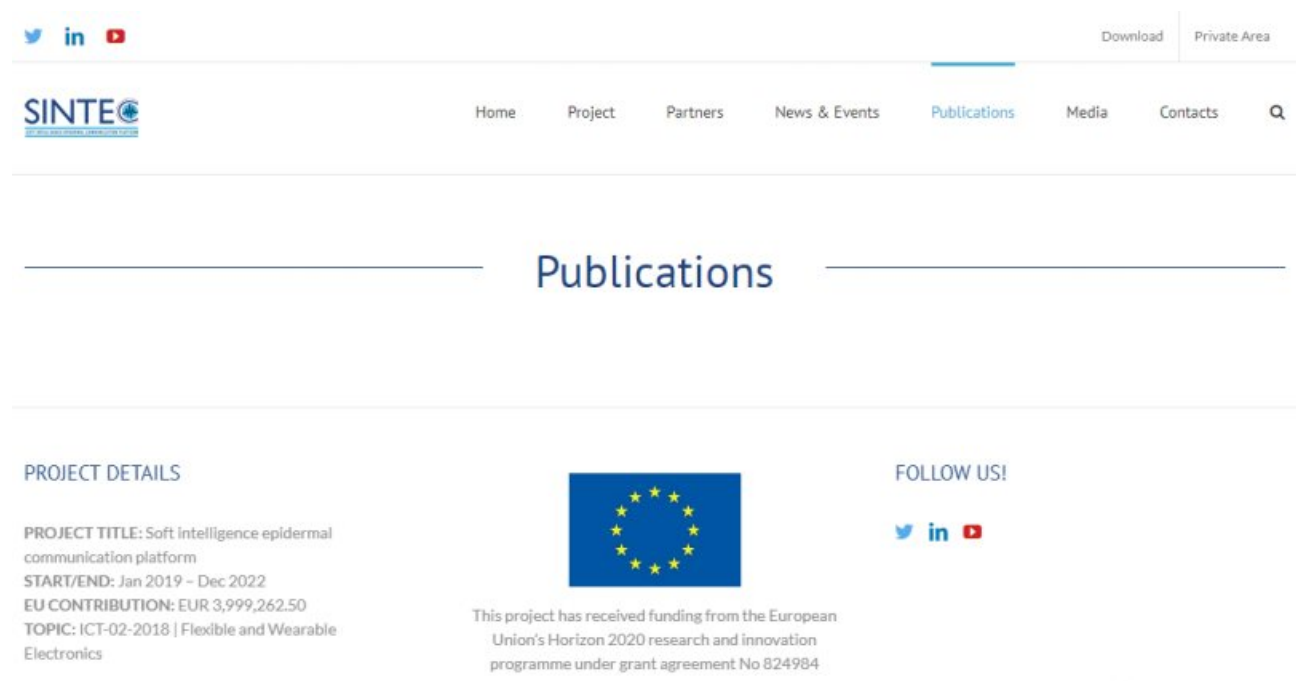 Download Private Area
SINTEC
Home Project Partners News & Events Publications Media Contacts
Publications
PROJECT DETAILS
PROJECT TITLE: Soft intelligence epidermal
communication platform
START/END: Jan 2019 – Dec 2022
EU CONTRIBUTION: EUR 3,999,262.50
TOPIC: ICT-02-2018 | Flexible and Wearable
Electronics
This project has received funding from the European
Union's Horizon 2020 research and innovation
programme under grant agreement No 824984
FOLLOW US!
in